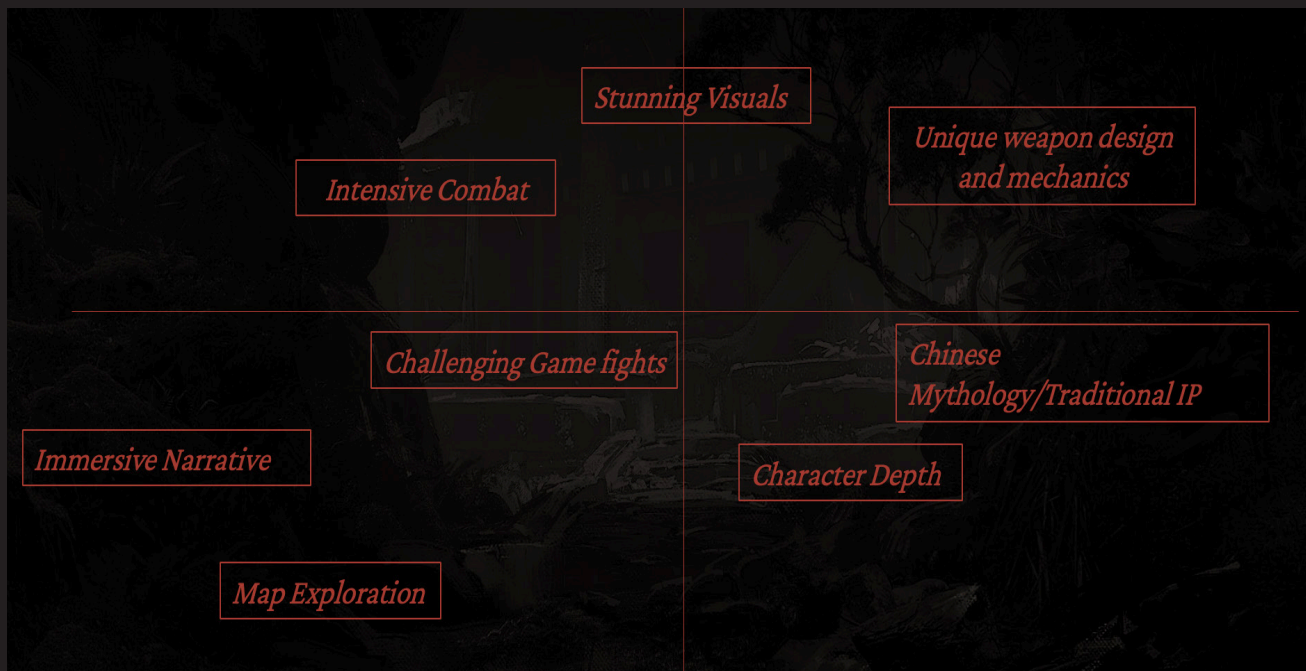 Stunning Visuals
Unique weapon design
and mechanics
Intensive Combat
Challenging Game fights
Chinese
Mythology/Traditional IP
Immersive Narrative
Character Depth
Map Exploration